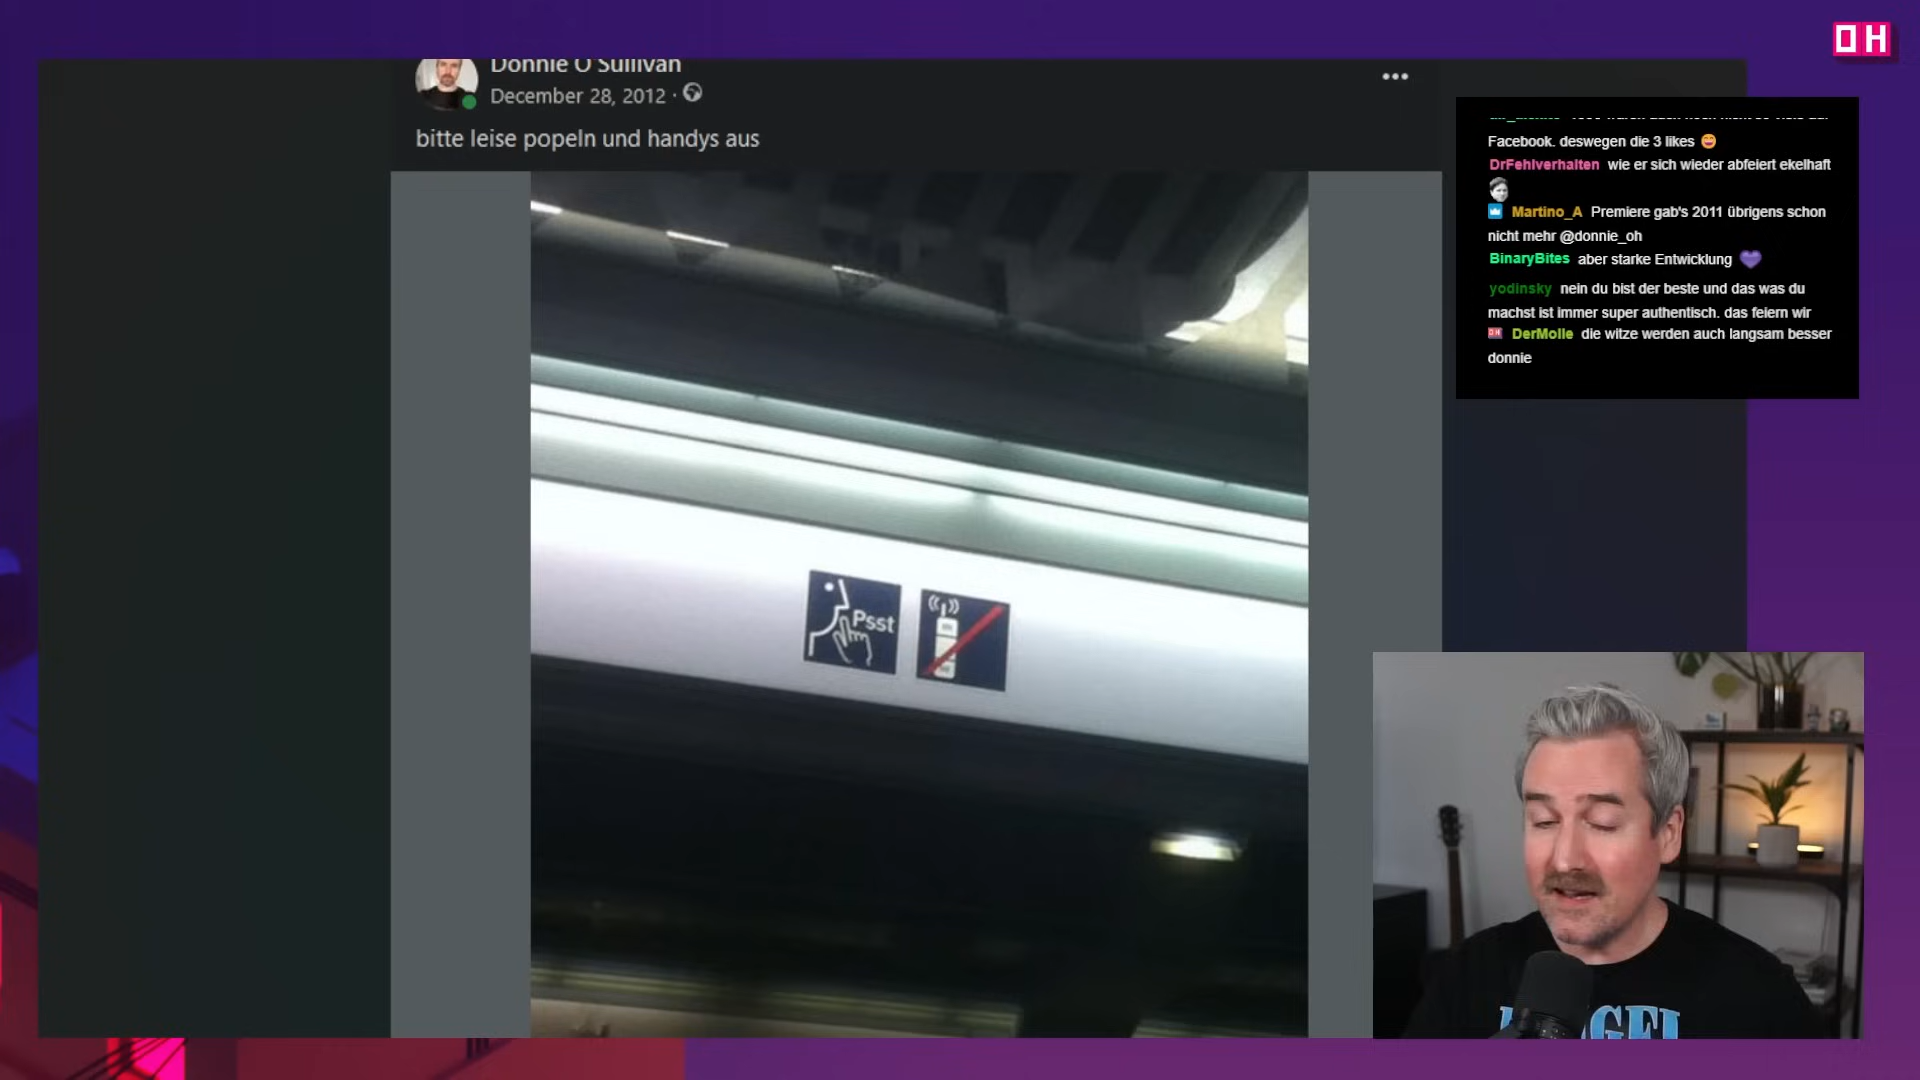 OH
Donnie O Sullivan
December 28, 2012 ·
bitte leise popeln und handys aus
Facebook. deswegen die 3 likes
DrFehlverhalten wie er sich wieder abfeiert ekelhaft
Martino_A Premiere gab's 2011 übrigens schon
nicht mehr @donnie_oh
BinaryBites aber starke Entwicklung
yodinsky nein du bist der beste und das was du
machst ist immer super authentisch. das feiern wir
OH DerMolle die witze werden auch langsam besser
donnie
Psst